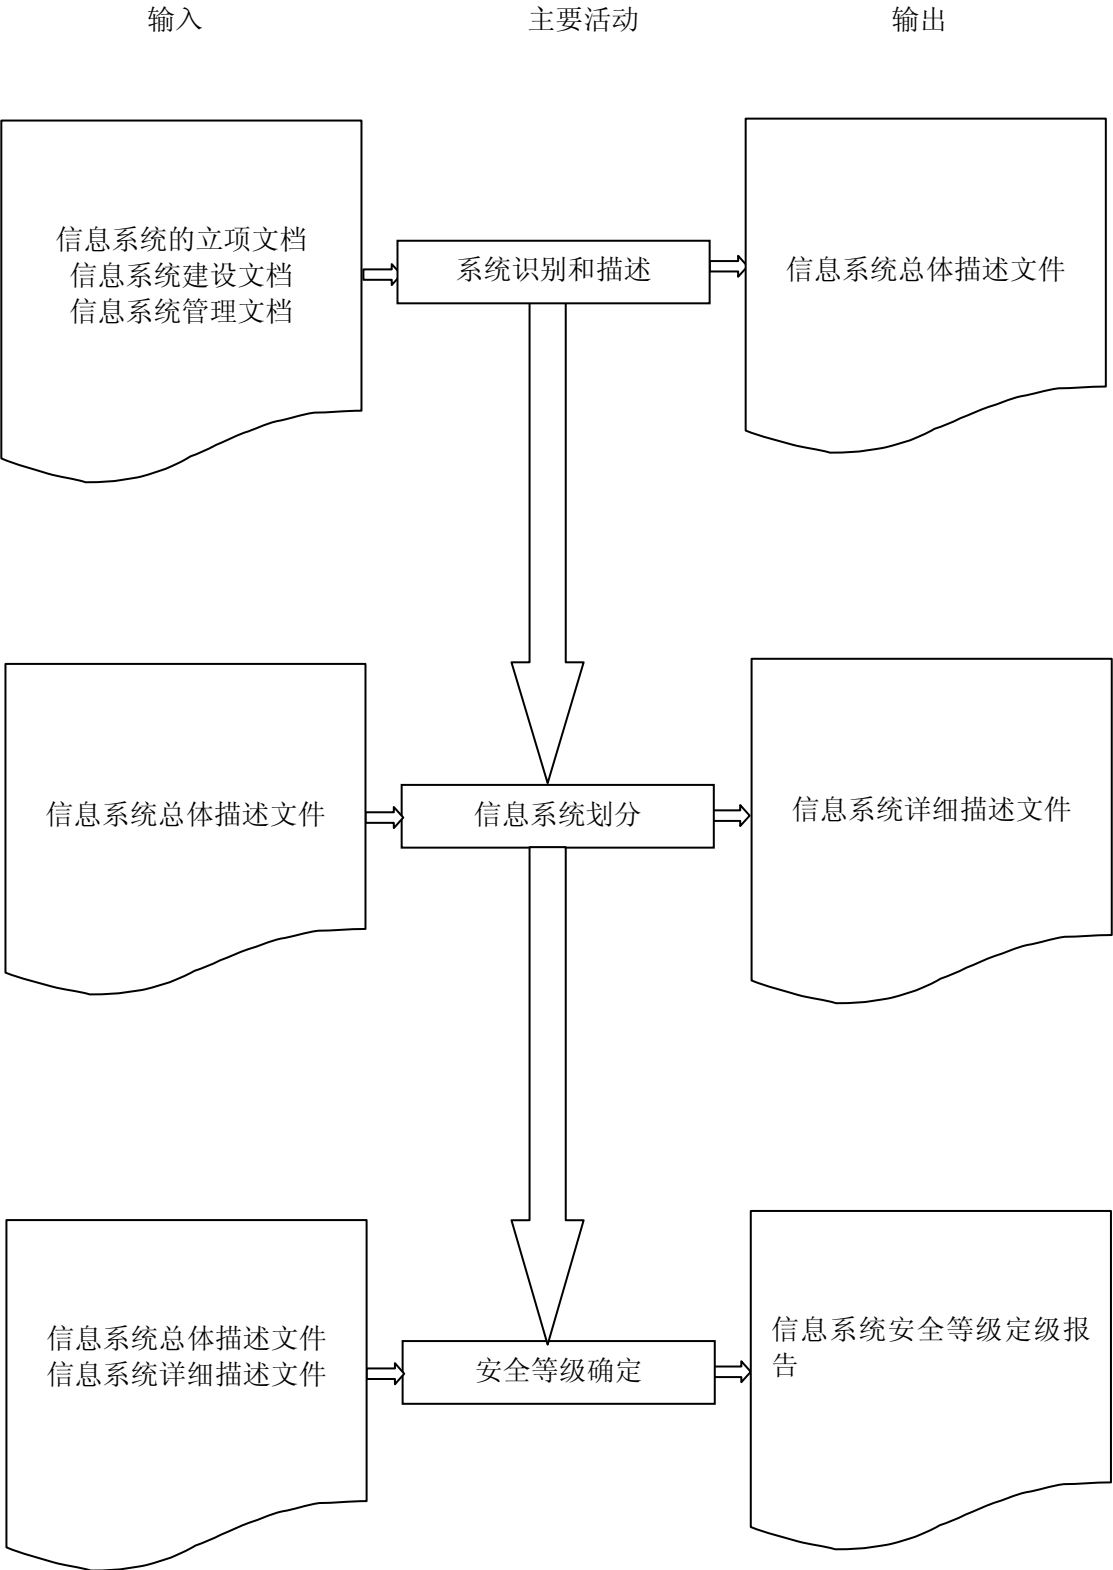 输入 主要活动 输出
信息系统的立项文档
信息系统建设文档
信息系统管理文档
系统识别和描述
信息系统总体描述文件
信息系统总体描述文件
信息系统划分
信息系统详细描述文件
信息系统总体描述文件
信息系统详细描述文件
安全等级确定
信息系统安全等级定级报
告